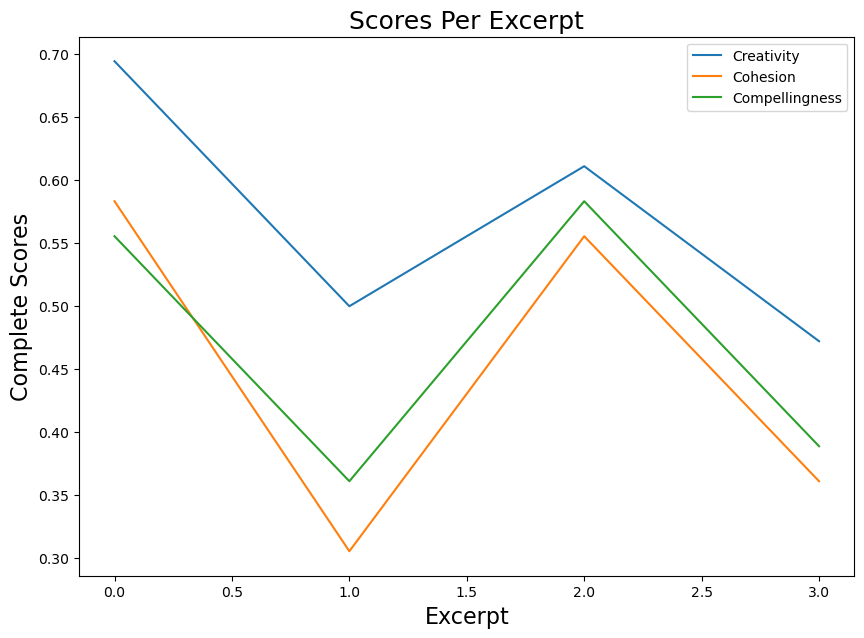 Scores Per Excerpt
Creativity
Cohesion
Compellingness
Complete Scores
0.70
0.65
0.60
0.55
0.50
0.45
0.40
0.35
0.30
0.0 0.5 1.0 1.5 2.0 2.5 3.0
Excerpt